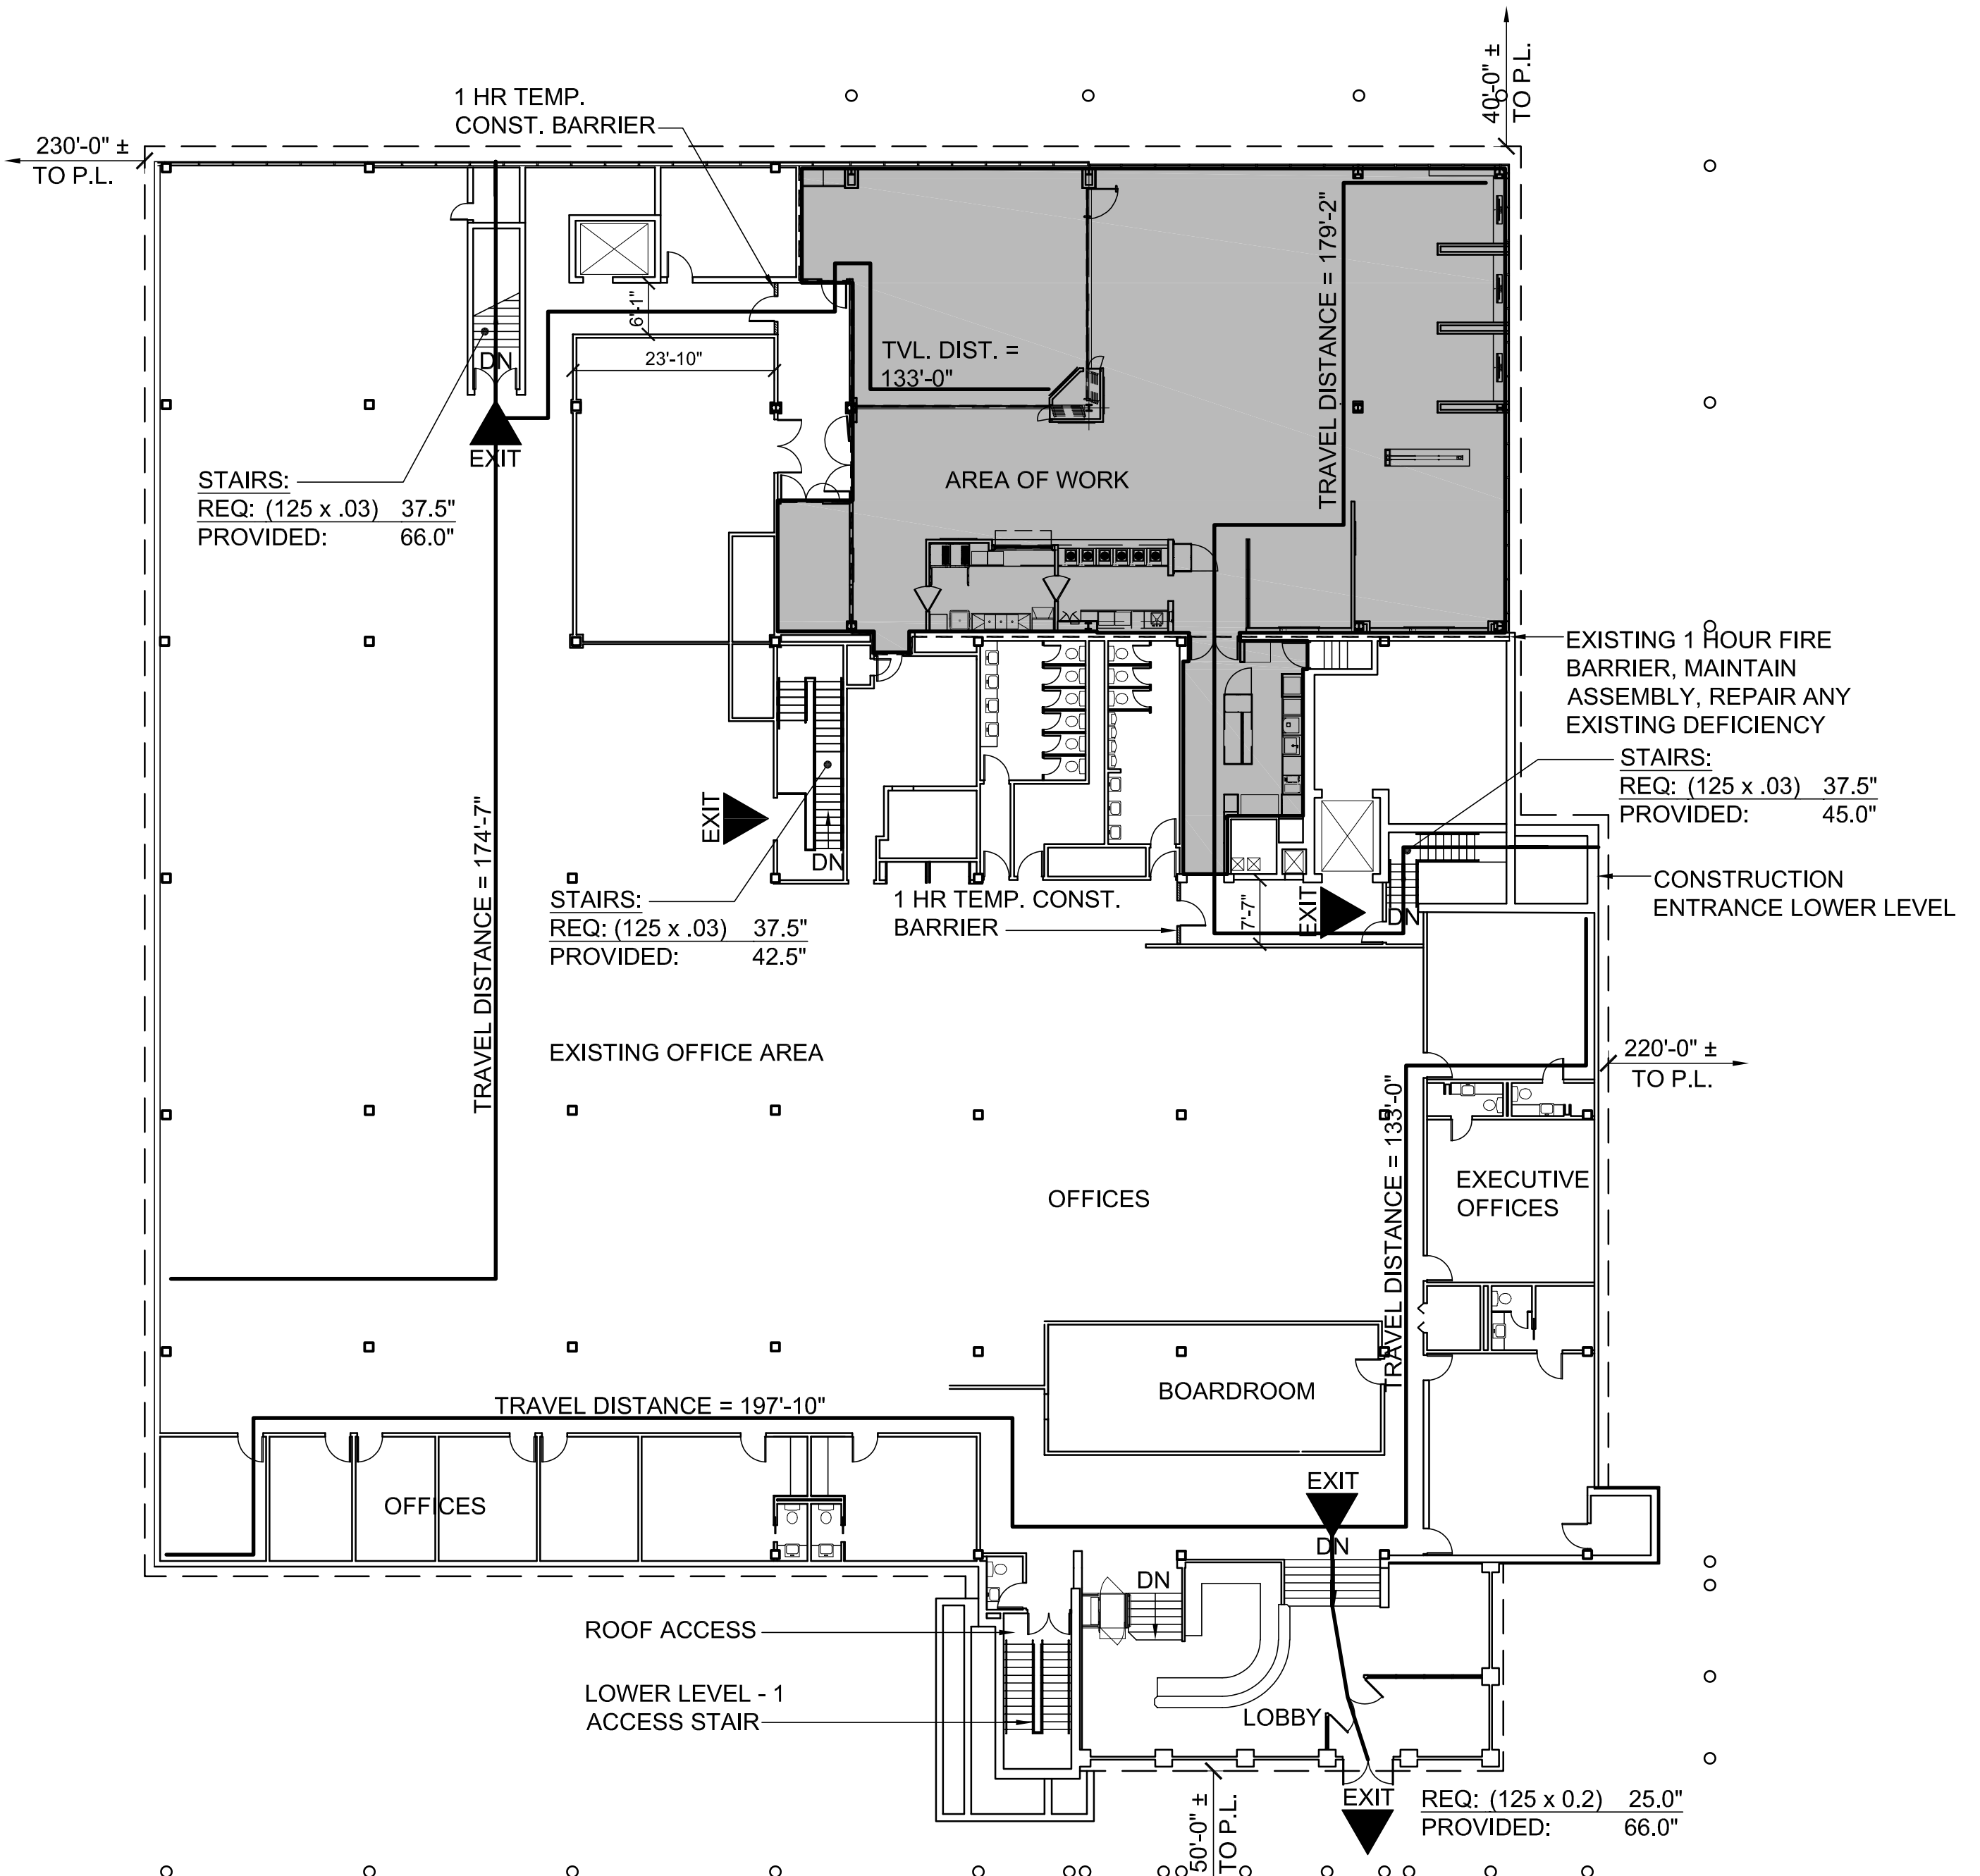 1 HR TEMP.
CONST. BARRIER
40'-0" ±
TO P.L.
230'-0" ±
TO P.L.
6'-1"
23'-10"
DN
EXIT
TVL. DIST. =
133'-0"
TRAVEL DISTANCE = 179'-2"
AREA OF WORK
STAIRS:
REQ: (125 x .03) 37.5"
PROVIDED: 66.0"
EXISTING 1 HOUR FIRE
BARRIER, MAINTAIN
ASSEMBLY, REPAIR ANY
EXISTING DEFICIENCY
STAIRS:
REQ: (125 x .03) 37.5"
PROVIDED: 45.0"
TRAVEL DISTANCE = 174'-7"
EXIT
DN
STAIRS:
REQ: (125 x .03) 37.5"
PROVIDED: 42.5"
1 HR TEMP. CONST.
BARRIER
7'-7"
EXIT
DN
CONSTRUCTION
ENTRANCE LOWER LEVEL
EXISTING OFFICE AREA
220'-0" ±
TO P.L.
TRAVEL DISTANCE = 133'-0"
OFFICES
EXECUTIVE
OFFICES
BOARDROOM
TRAVEL DISTANCE = 197'-10"
OFFICES
EXIT
DN
DN
ROOF ACCESS
LOWER LEVEL - 1
ACCESS STAIR
LOBBY
50'-0" ±
TO P.L.
EXIT
REQ: (125 x 0.2) 25.0"
PROVIDED: 66.0"